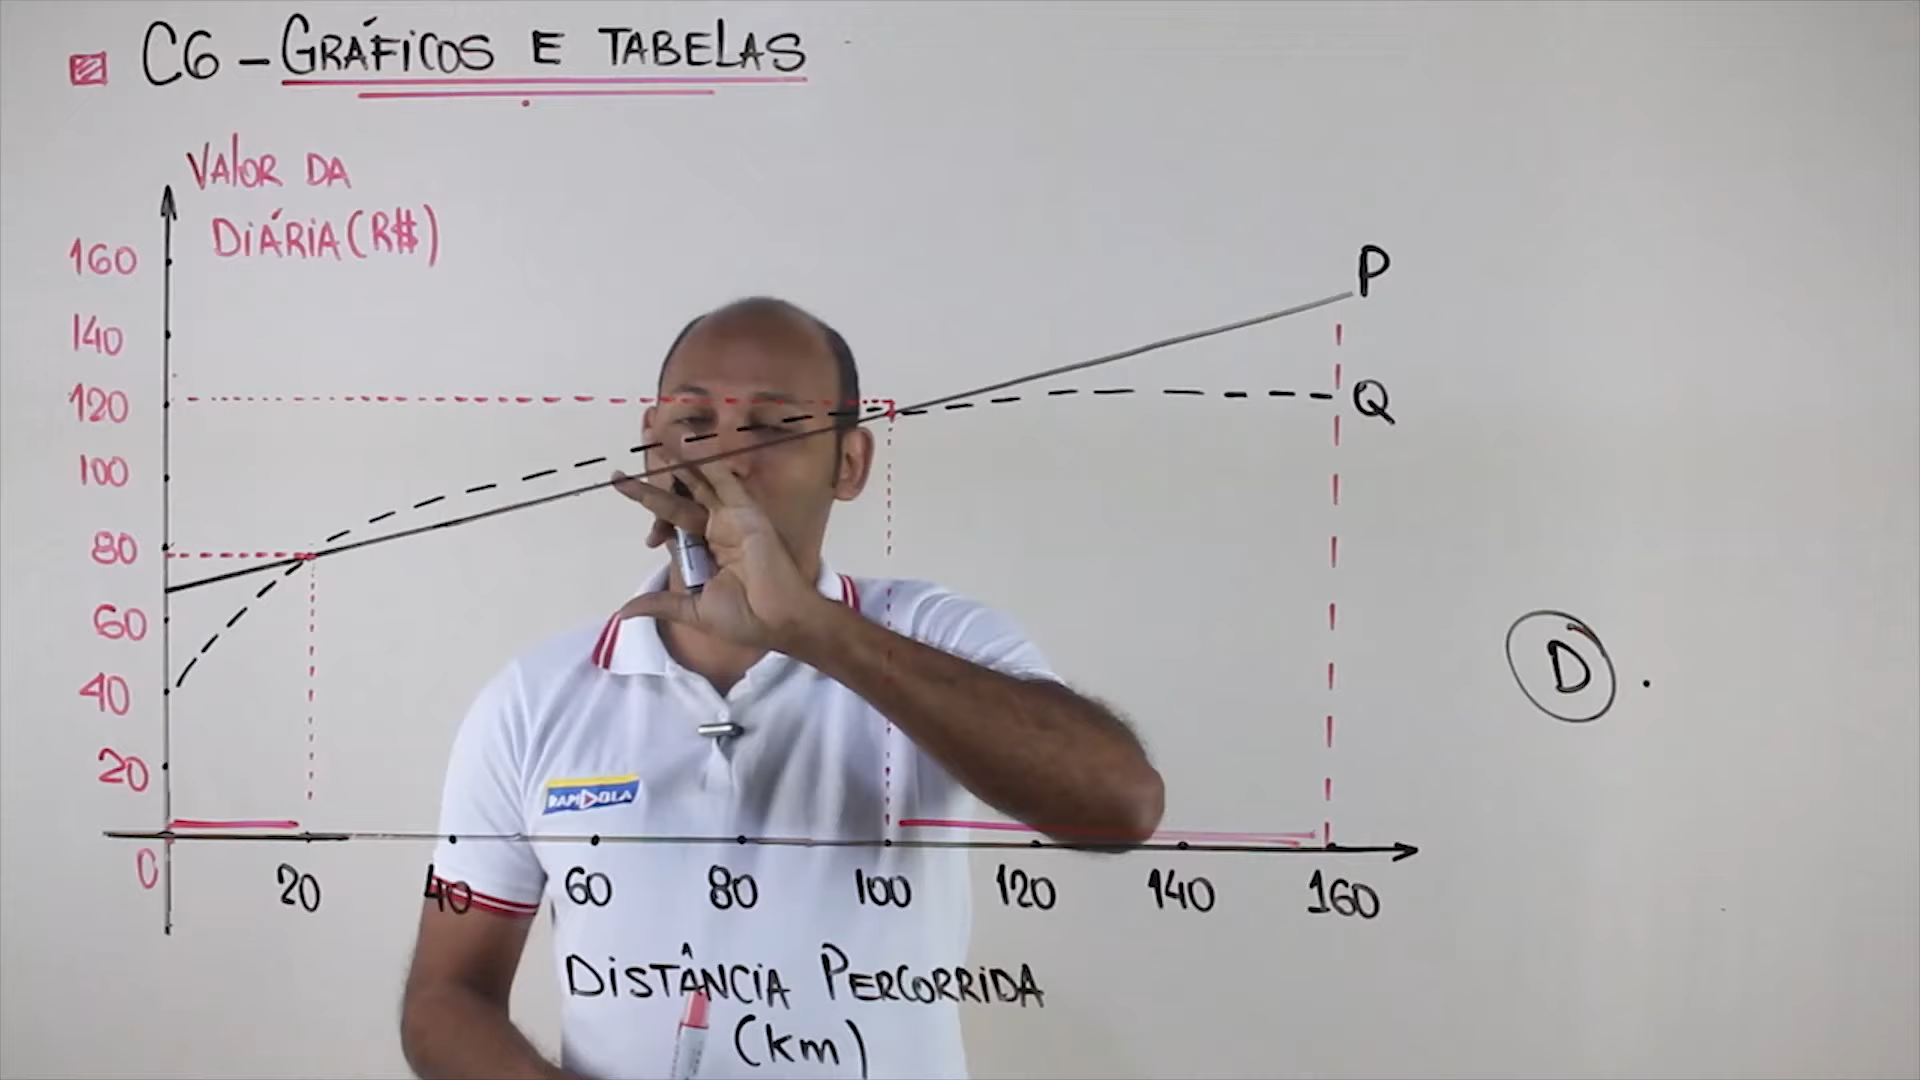 C6 - GRÁFICOS E TABELAS
VALOR DA
DIÁRIA (R$)
160
140
120
100
80
60
40
20
0
P
Q
D.
RAPIDOLA
20 40 60 80 100 120 140 160
DISTÂNCIA PERCORRIDA
(km)